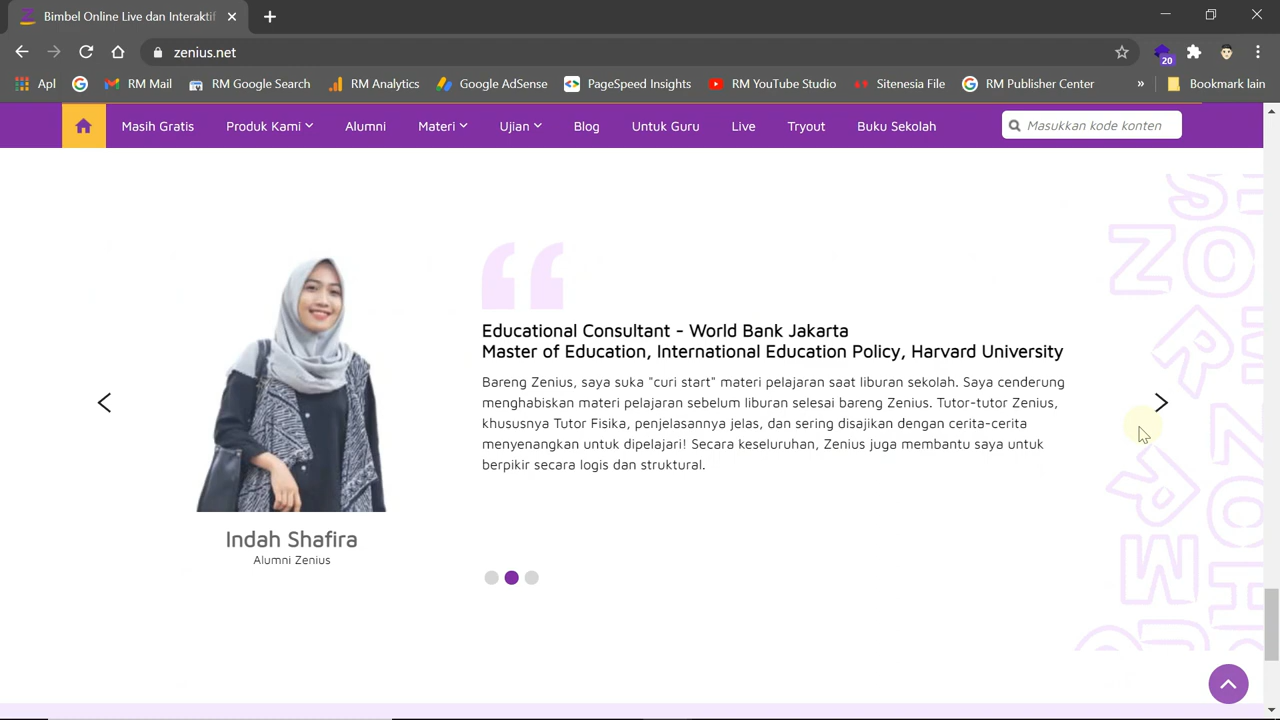 Bimbel Online Live dan Interaktif
zenius.net
20
Apl
RM Mail
RM Google Search
RM Analytics
Google AdSense
PageSpeed Insights
RM YouTube Studio
Sitenesia File
RM Publisher Center
»
Bookmark lain
Masih Gratis
Produk Kami
Alumni
Materi
Ujian
Blog
Untuk Guru
Live
Tryout
Buku Sekolah
Masukkan kode konten
“
Educational Consultant - World Bank Jakarta
Master of Education, International Education Policy, Harvard University
Bareng Zenius, saya suka "curi start" materi pelajaran saat liburan sekolah. Saya cenderung
menghabiskan materi pelajaran sebelum liburan selesai bareng Zenius. Tutor-tutor Zenius,
khususnya Tutor Fisika, penjelasannya jelas, dan sering disajikan dengan cerita-cerita
menyenangkan untuk dipelajari! Secara keseluruhan, Zenius juga membantu saya untuk
berpikir secara logis dan struktural.
Indah Shafira
Alumni Zenius